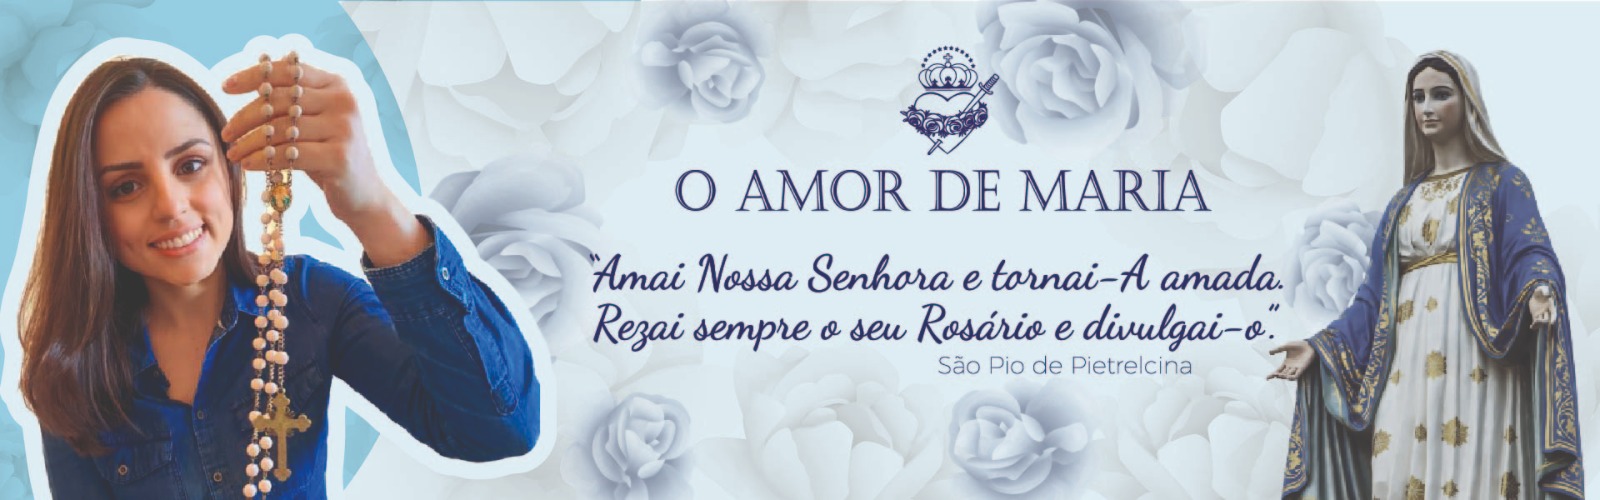 O AMOR DE MARIA
"Amai Nossa Senhora e tornai-A amada.
Rezai sempre o seu Rosário e divulgai-o".
São Pio de Pietrelcina